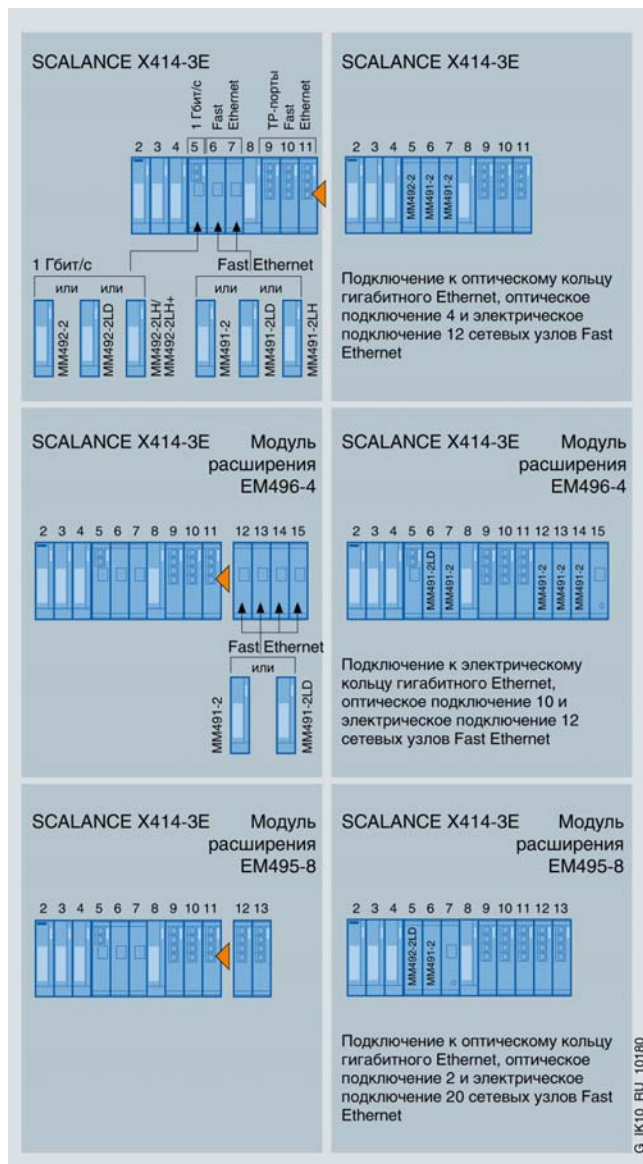 SCALANCE X414-3E
1 Гбит/с
Fast
Ethernet
TP-порты
Fast
Ethernet
2 3 4 5 6 7 8 9 10 11
1 Гбит/с
Fast Ethernet
или или
или или
MM492-2
MM492-2LD
MM492-2LH/
MM492-2LH+
MM491-2
MM491-2LD
MM491-2LH
SCALANCE X414-3E
2 3 4 5 6 7 8 9 10 11
MM492-2
MM491-2
MM491-2
Подключение к оптическому кольцу
гигабитного Ethernet, оптическое
подключение 4 и электрическое
подключение 12 сетевых узлов Fast
Ethernet
SCALANCE X414-3E Модуль
расширения
EM496-4
2 3 4 5 6 7 8 9 10 11 12 13 14 15
Fast Ethernet
или
MM491-2
MM491-2LD
SCALANCE X414-3E Модуль
расширения
EM496-4
2 3 4 5 6 7 8 9 10 11 12 13 14 15
MM491-2LD
MM491-2
MM491-2
MM491-2
MM491-2
Подключение к электрическому
кольцу гигабитного Ethernet,
оптическое подключение 10 и
электрическое подключение 12
сетевых узлов Fast Ethernet
SCALANCE X414-3E Модуль
расширения
EM495-8
2 3 4 5 6 7 8 9 10 11 12 13
SCALANCE X414-3E Модуль
расширения
EM495-8
2 3 4 5 6 7 8 9 10 11 12 13
MM492-2LD
MM491-2
Подключение к оптическому кольцу
гигабитного Ethernet, оптическое
подключение 2 и электрическое
подключение 20 сетевых узлов Fast
Ethernet
G_IK10_RU_10180